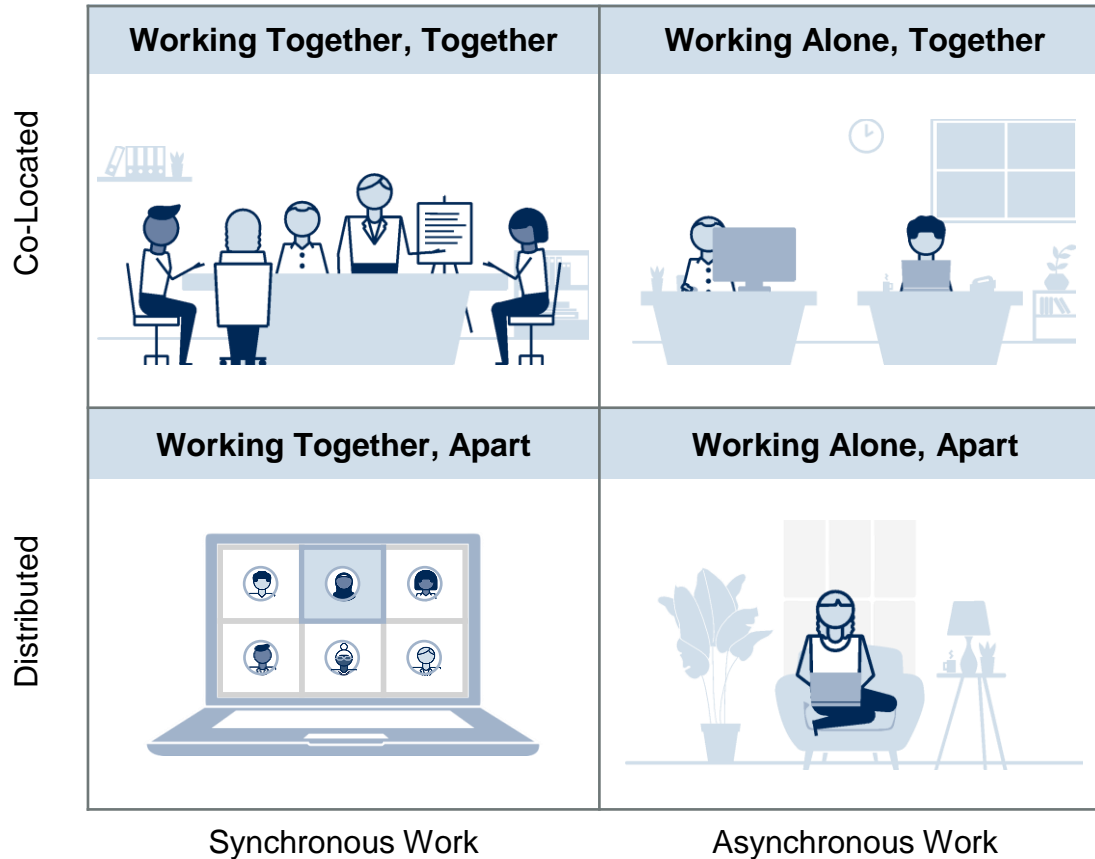 Working Together, Together
Working Alone, Together
Co-Located
Working Together, Apart
Working Alone, Apart
Distributed
Synchronous Work
Asynchronous Work